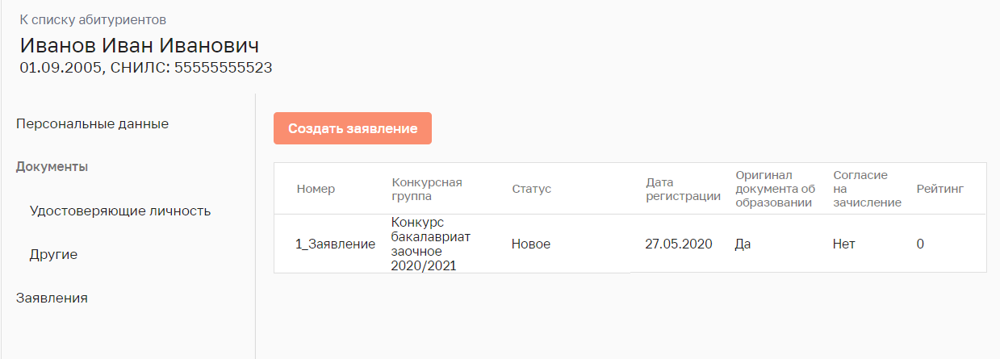 К списку абитуриентов
Иванов Иван Иванович
01.09.2005, СНИЛС: 55555555523
Персональные данные
Документы
Удостоверяющие личность
Другие
Заявления
Создать заявление
Номер
Конкурсная
группа
Статус
Дата
регистрации
Оригинал
документа об
образовании
Согласие
на
зачисление
Рейтинг
1_Заявление
Конкурс
бакалавриат
заочное
2020/2021
Новое
27.05.2020
Да
Нет
0